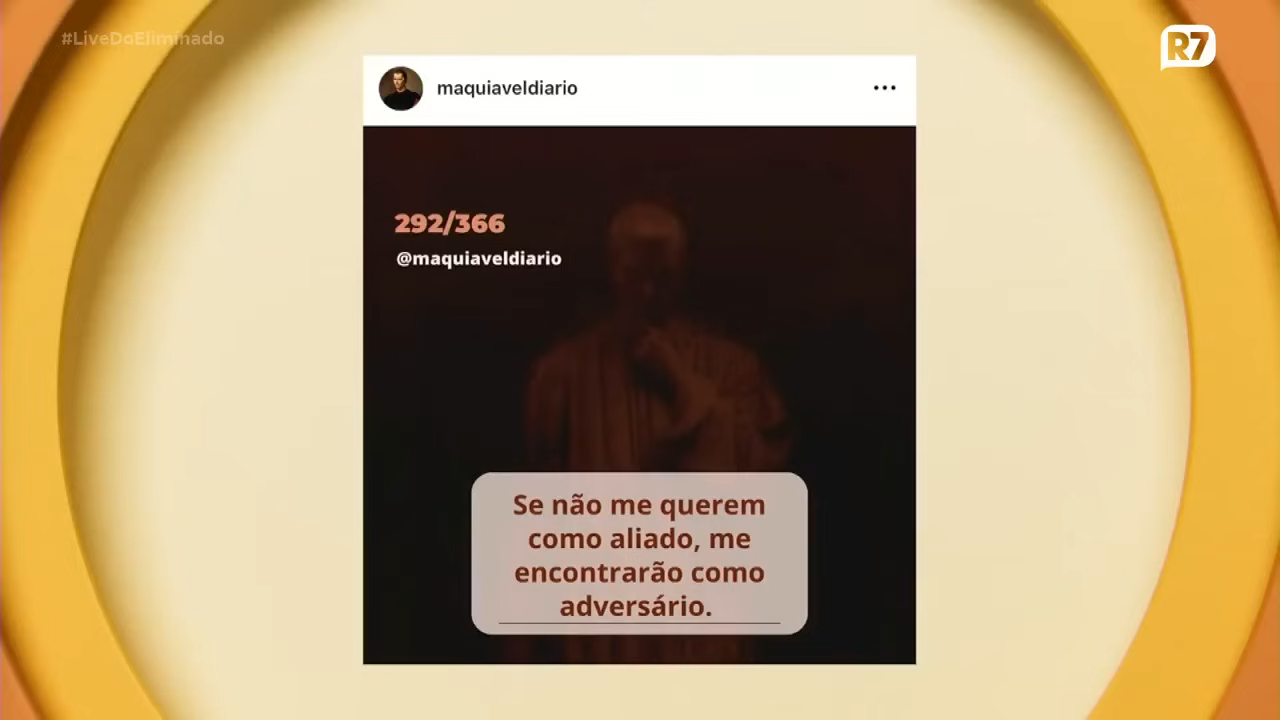 #LiveDoEliminado
R7
maquiaveldiario
292/366
@maquiaveldiario
Se não me querem
como aliado, me
encontrarão como
adversário.